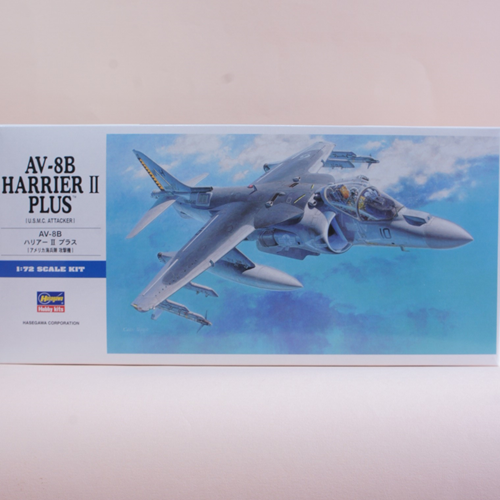 AV-8B
HARRIER II
PLUS™
(U.S.M.C. ATTACKER)
AV-8B
ハリアー II プラス
(アメリカ海兵隊 攻撃機)
1:72 SCALE KIT
Hasegawa
Hobby Kits
HASEGAWA CORPORATION
10